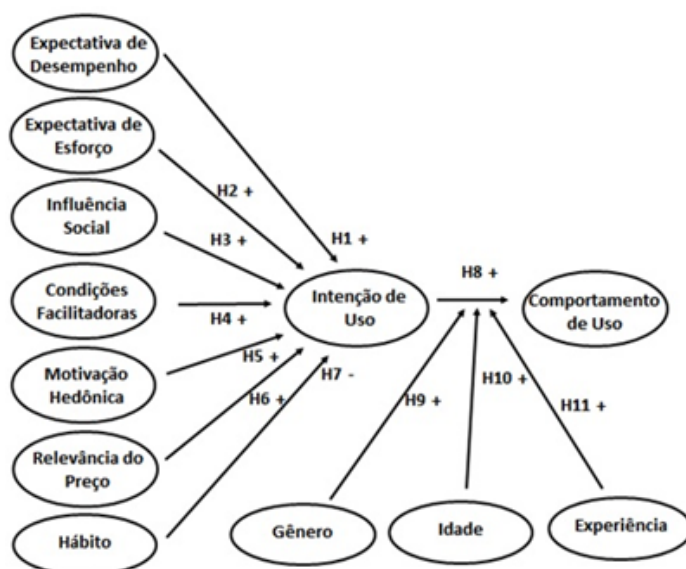 Expectativa de
Desempenho
Expectativa de
Esforço
H2 +
Influência
Social
H3 +
H1 +
Condições
Facilitadoras
H4 +
Intenção de
Uso
H8 +
Comportamento
de Uso
Motivação
Hedônica
H5 +
H7 -
H6 +
H9 +
H10 +
H11 +
Relevância do
Preço
Hábito
Gênero
Idade
Experiência